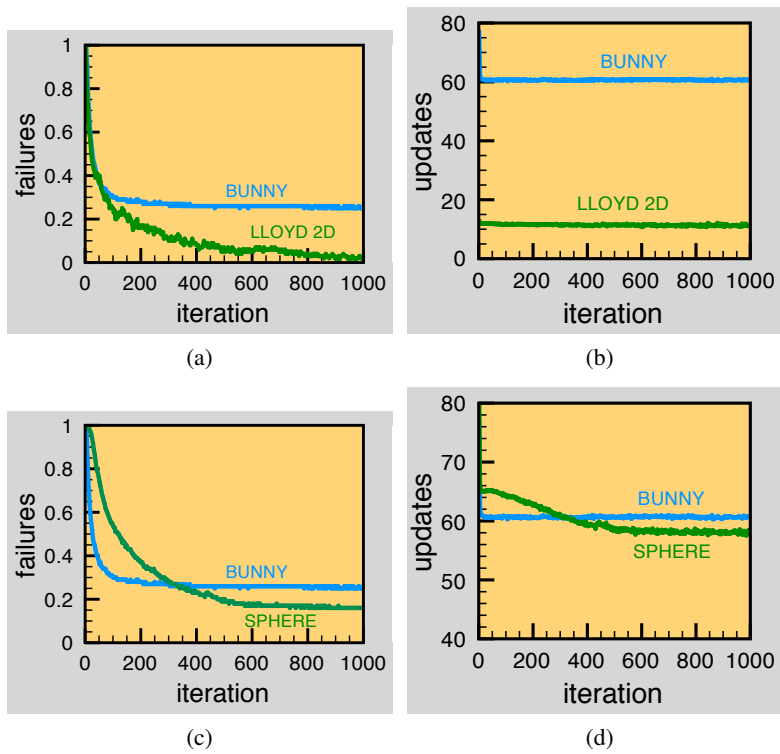 1
0.8
0.6
0.4
0.2
0
failures
BUNNY
LLOYD 2D
0 200 400 600 800 1000
iteration
(a)
80
60
40
20
0
updates
BUNNY
LLOYD 2D
0 200 400 600 800 1000
iteration
(b)
1
0.8
0.6
0.4
0.2
0
failures
BUNNY
SPHERE
0 200 400 600 800 1000
iteration
(c)
80
70
60
50
40
updates
BUNNY
SPHERE
0 200 400 600 800 1000
iteration
(d)